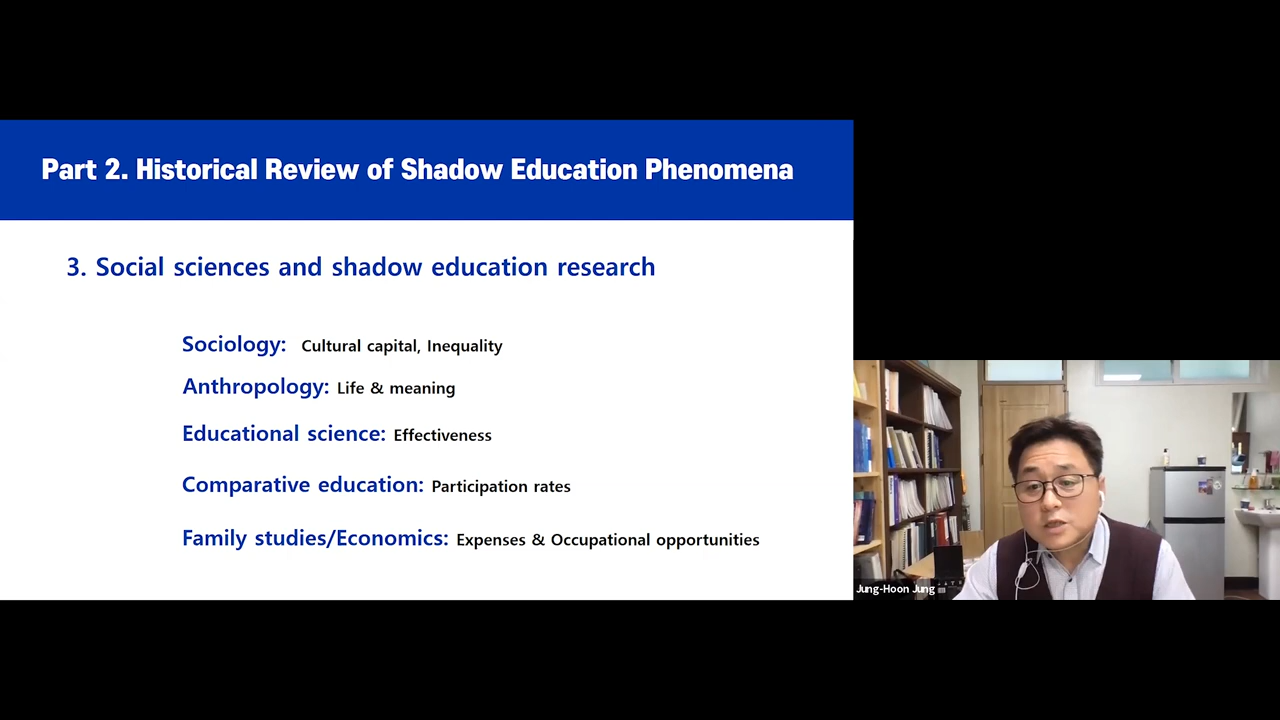 Part 2. Historical Review of Shadow Education Phenomena
3. Social sciences and shadow education research
Sociology: Cultural capital, Inequality
Anthropology: Life & meaning
Educational science: Effectiveness
Comparative education: Participation rates
Family studies/Economics: Expenses & Occupational opportunities
Jung-Hoon Jung